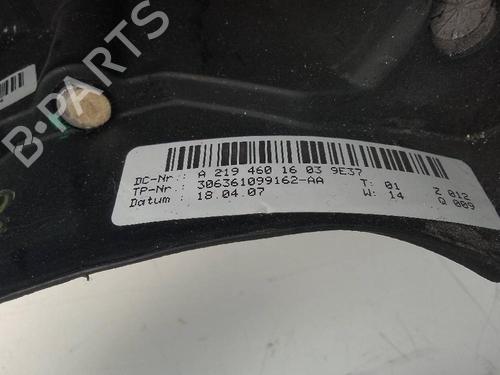 B-PARTS
DC-Nr.: A 219 460 16 03 9E37
TP-Nr.: 306361099162-AA T: 01 Z 012
Datum : 18.04.07 W: 14 Q 009